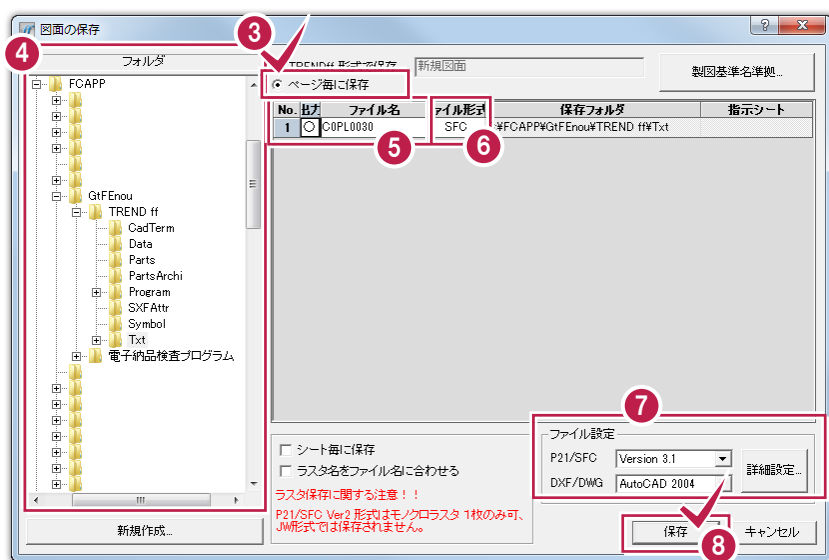 図面の保存
③
④
フォルダ
TRENDff 形式で保存 新規図面
製図基準名準拠...
ページ毎に保存
FCAPP
No. 出力 ファイル名 ァイル形式 保存フォルダ 指示シート
1 ○ C0PL0030 SFC :¥FCAPP¥GtFEnou¥TREND ff¥Txt
⑤
⑥
GtFEnou
TREND ff
CadTerm
Data
Parts
PartsArchi
Program
SXFAttr
Symbol
Txt
電子納品検査プログラム
⑦
ファイル設定
シート毎に保存
ラスタ名をファイル名に合わせる
P21/SFC Version 3.1
DXF/DWG AutoCAD 2004
詳細設定...
ラスタ保存に関する注意！！
P21/SFC Ver2 形式はモノクロラスタ 1枚のみ可、
JW形式では保存されません。
新規作成...
保存
キャンセル
⑧